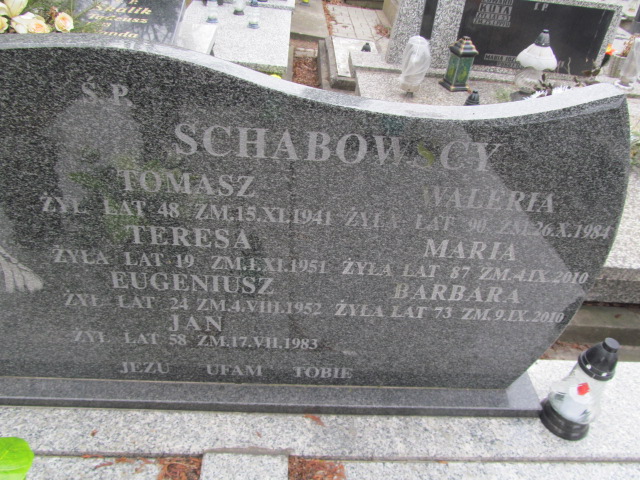 Ś.P.
SCHABOWSCY
TOMASZ
ŻYŁ LAT 48 ZM.15.XI.1941
TERESA
ŻYŁA LAT 19 ZM.1.XI.1951
EUGENIUSZ
ŻYŁ LAT 24 ZM.4.VIII.1952
JAN
ŻYŁ LAT 58 ZM.17.VII.1983
WALERIA
ŻYŁA LAT 90 ZM.26.X.1984
MARIA
ŻYŁA LAT 87 ZM.4.IX.2010
BARBARA
ŻYŁA LAT 73 ZM.9.IX.2010
JEZU UFAM TOBIE